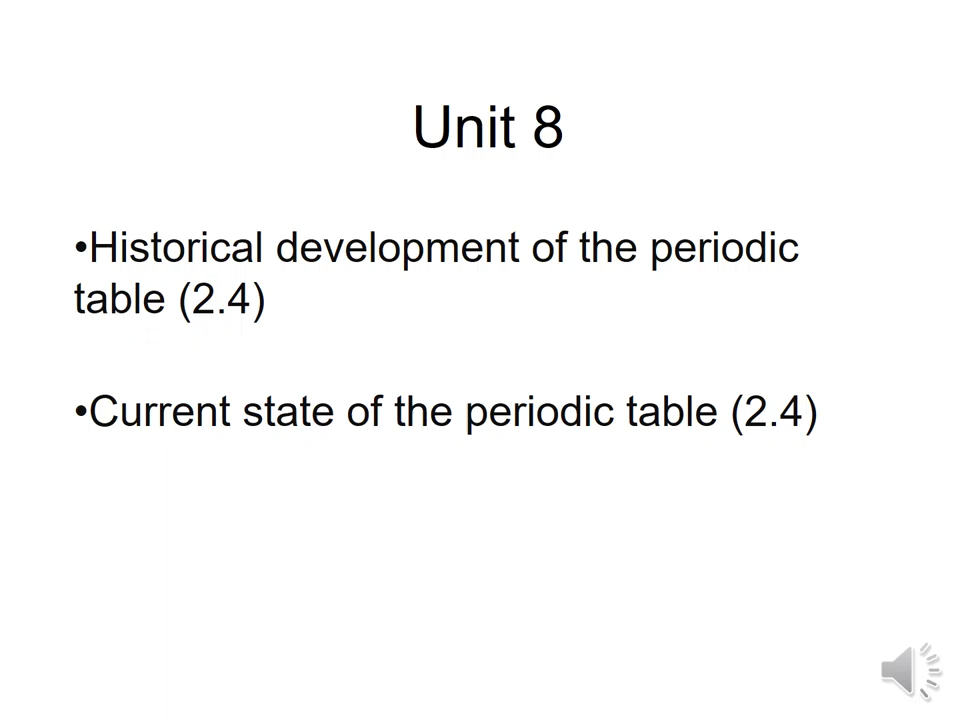 Unit 8
•Historical development of the periodic
table (2.4)
•Current state of the periodic table (2.4)